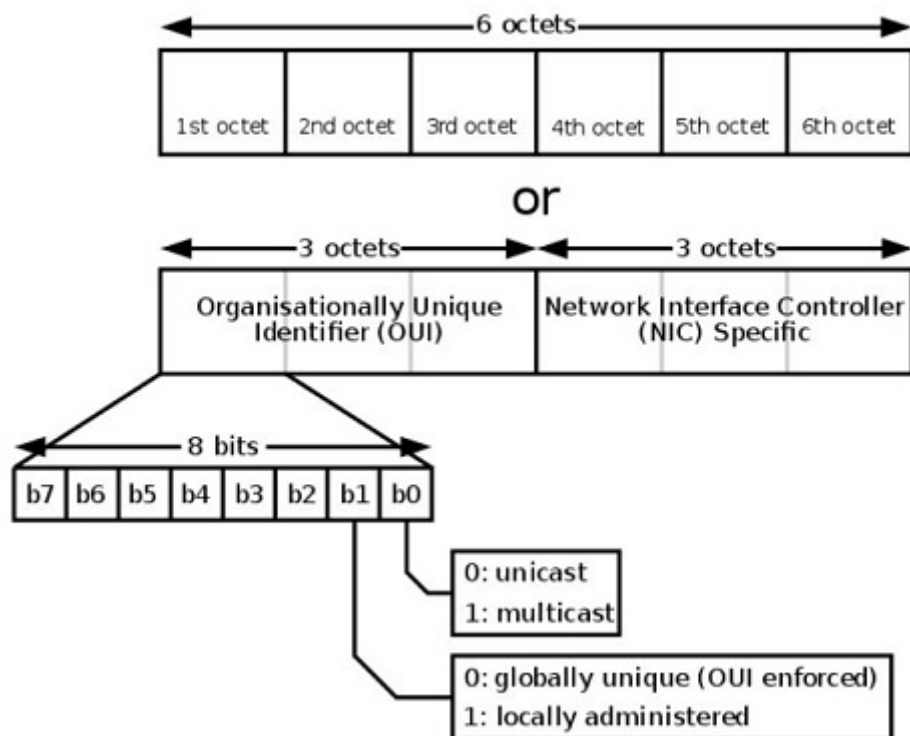 6 octets
1st octet 2nd octet 3rd octet 4th octet 5th octet 6th octet
or
3 octets 3 octets
Organisationally Unique
Identifier (OUI)
Network Interface Controller
(NIC) Specific
8 bits
b7 b6 b5 b4 b3 b2 b1 b0
0: unicast
1: multicast
0: globally unique (OUI enforced)
1: locally administered